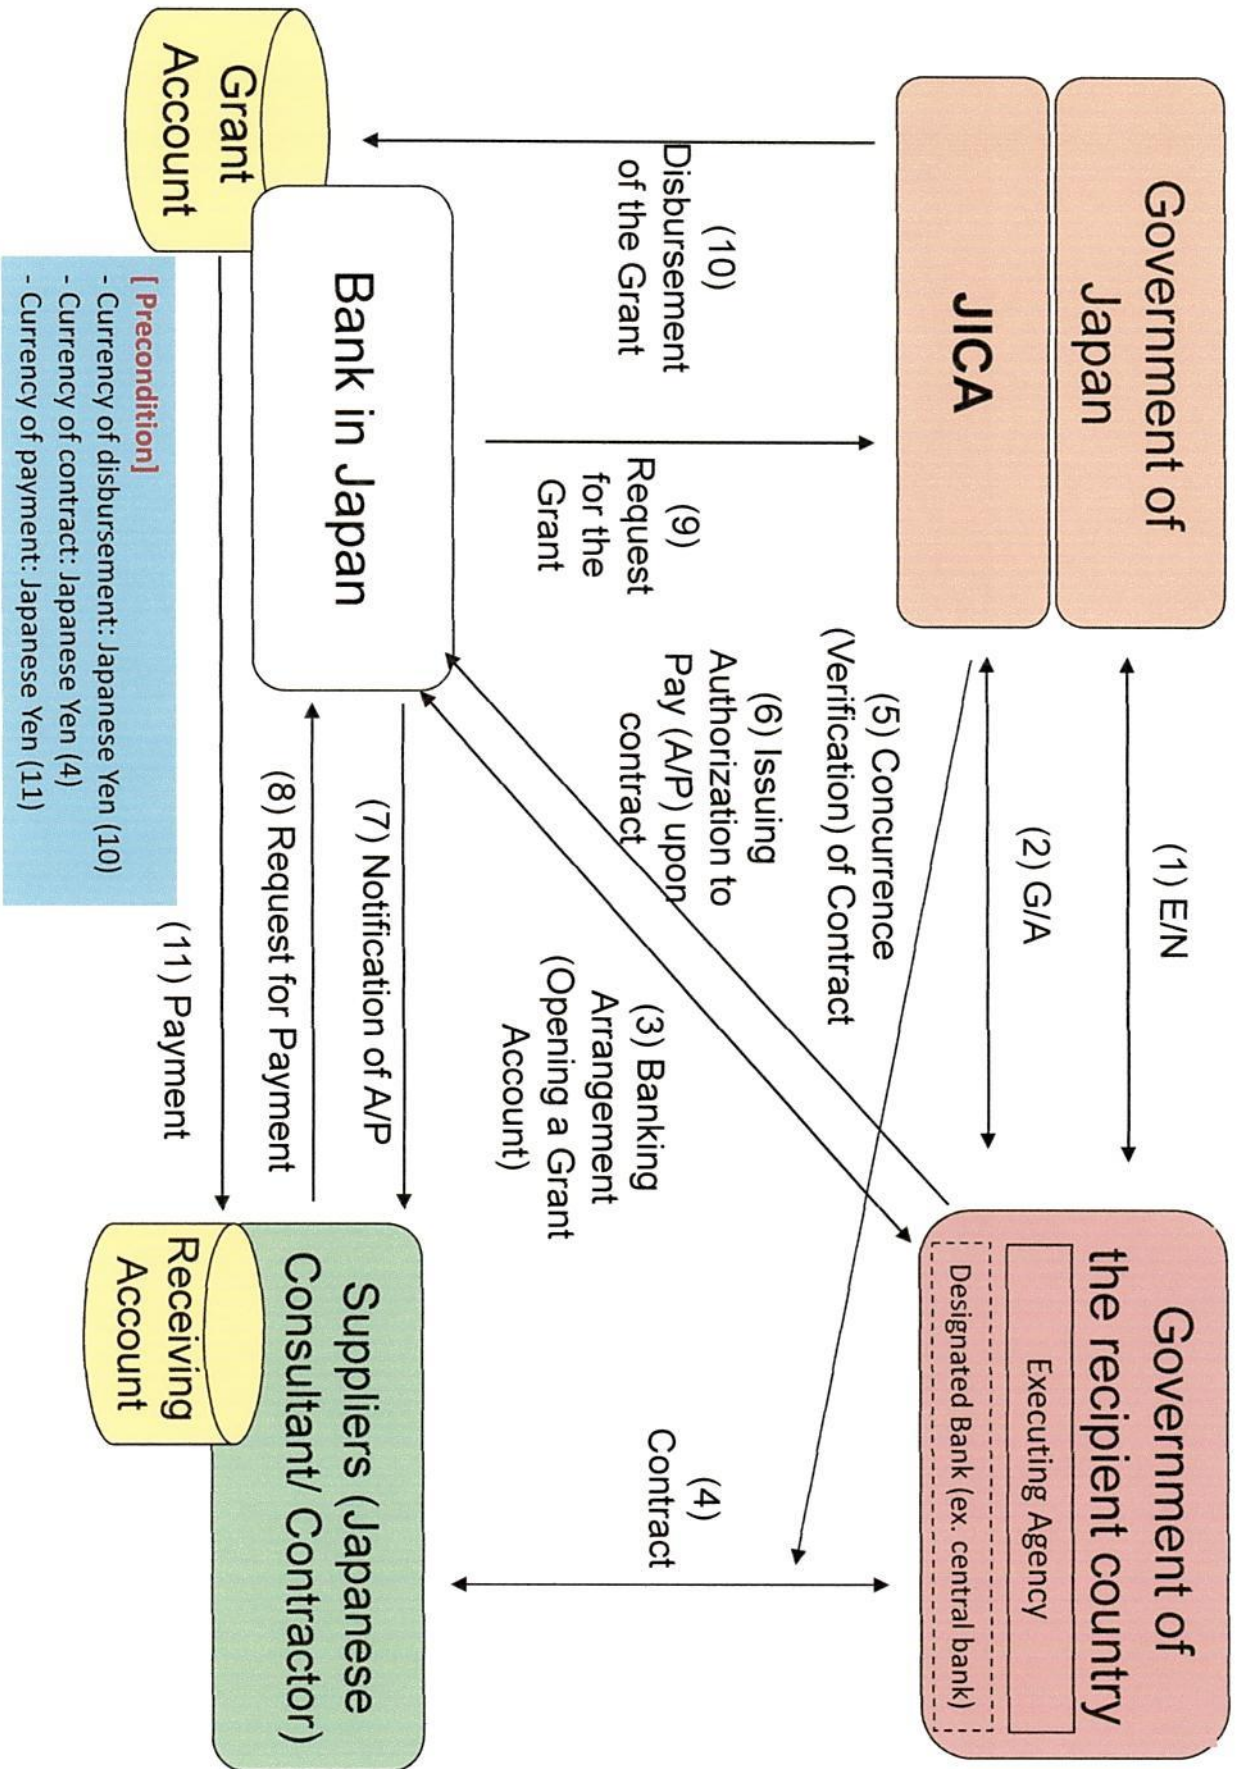 Government of
Japan
JICA
(1) E/N
(2) G/A
Government of
the recipient country
Executing Agency
Designated Bank (ex. central bank)
(5) Concurrence
(Verification) of Contract
(6) Issuing
Authorization to
Pay (A/P) upon
contract
(10)
Disbursement
of the Grant
(9)
Request
for the
Grant
(3) Banking
Arrangement
(Opening a Grant
Account)
(4)
Contract
Bank in Japan
Grant
Account
(7) Notification of A/P
(8) Request for Payment
(11) Payment
Suppliers (Japanese
Consultant/ Contractor)
Receiving
Account
[ Precondition]
- Currency of disbursement: Japanese Yen (10)
- Currency of contract: Japanese Yen (4)
- Currency of payment: Japanese Yen (11)